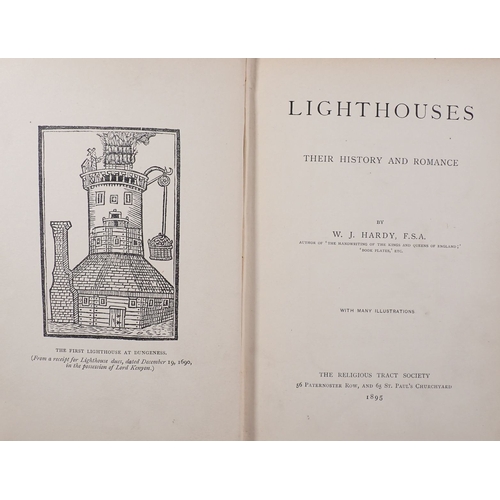 THE FIRST LIGHTHOUSE AT DUNGENESS.
(From a receipt for Lighthouse dues, dated December 19, 1690,
in the possession of Lord Kenyon.)
LIGHTHOUSES
THEIR HISTORY AND ROMANCE
BY
W. J. HARDY, F.S.A.
AUTHOR OF 'THE HANDWRITING OF THE KINGS AND QUEENS OF ENGLAND;'
'BOOK PLATES,' ETC.
WITH MANY ILLUSTRATIONS
THE RELIGIOUS TRACT SOCIETY
56 PATERNOSTER ROW, AND 65 ST. PAUL'S CHURCHYARD
1895